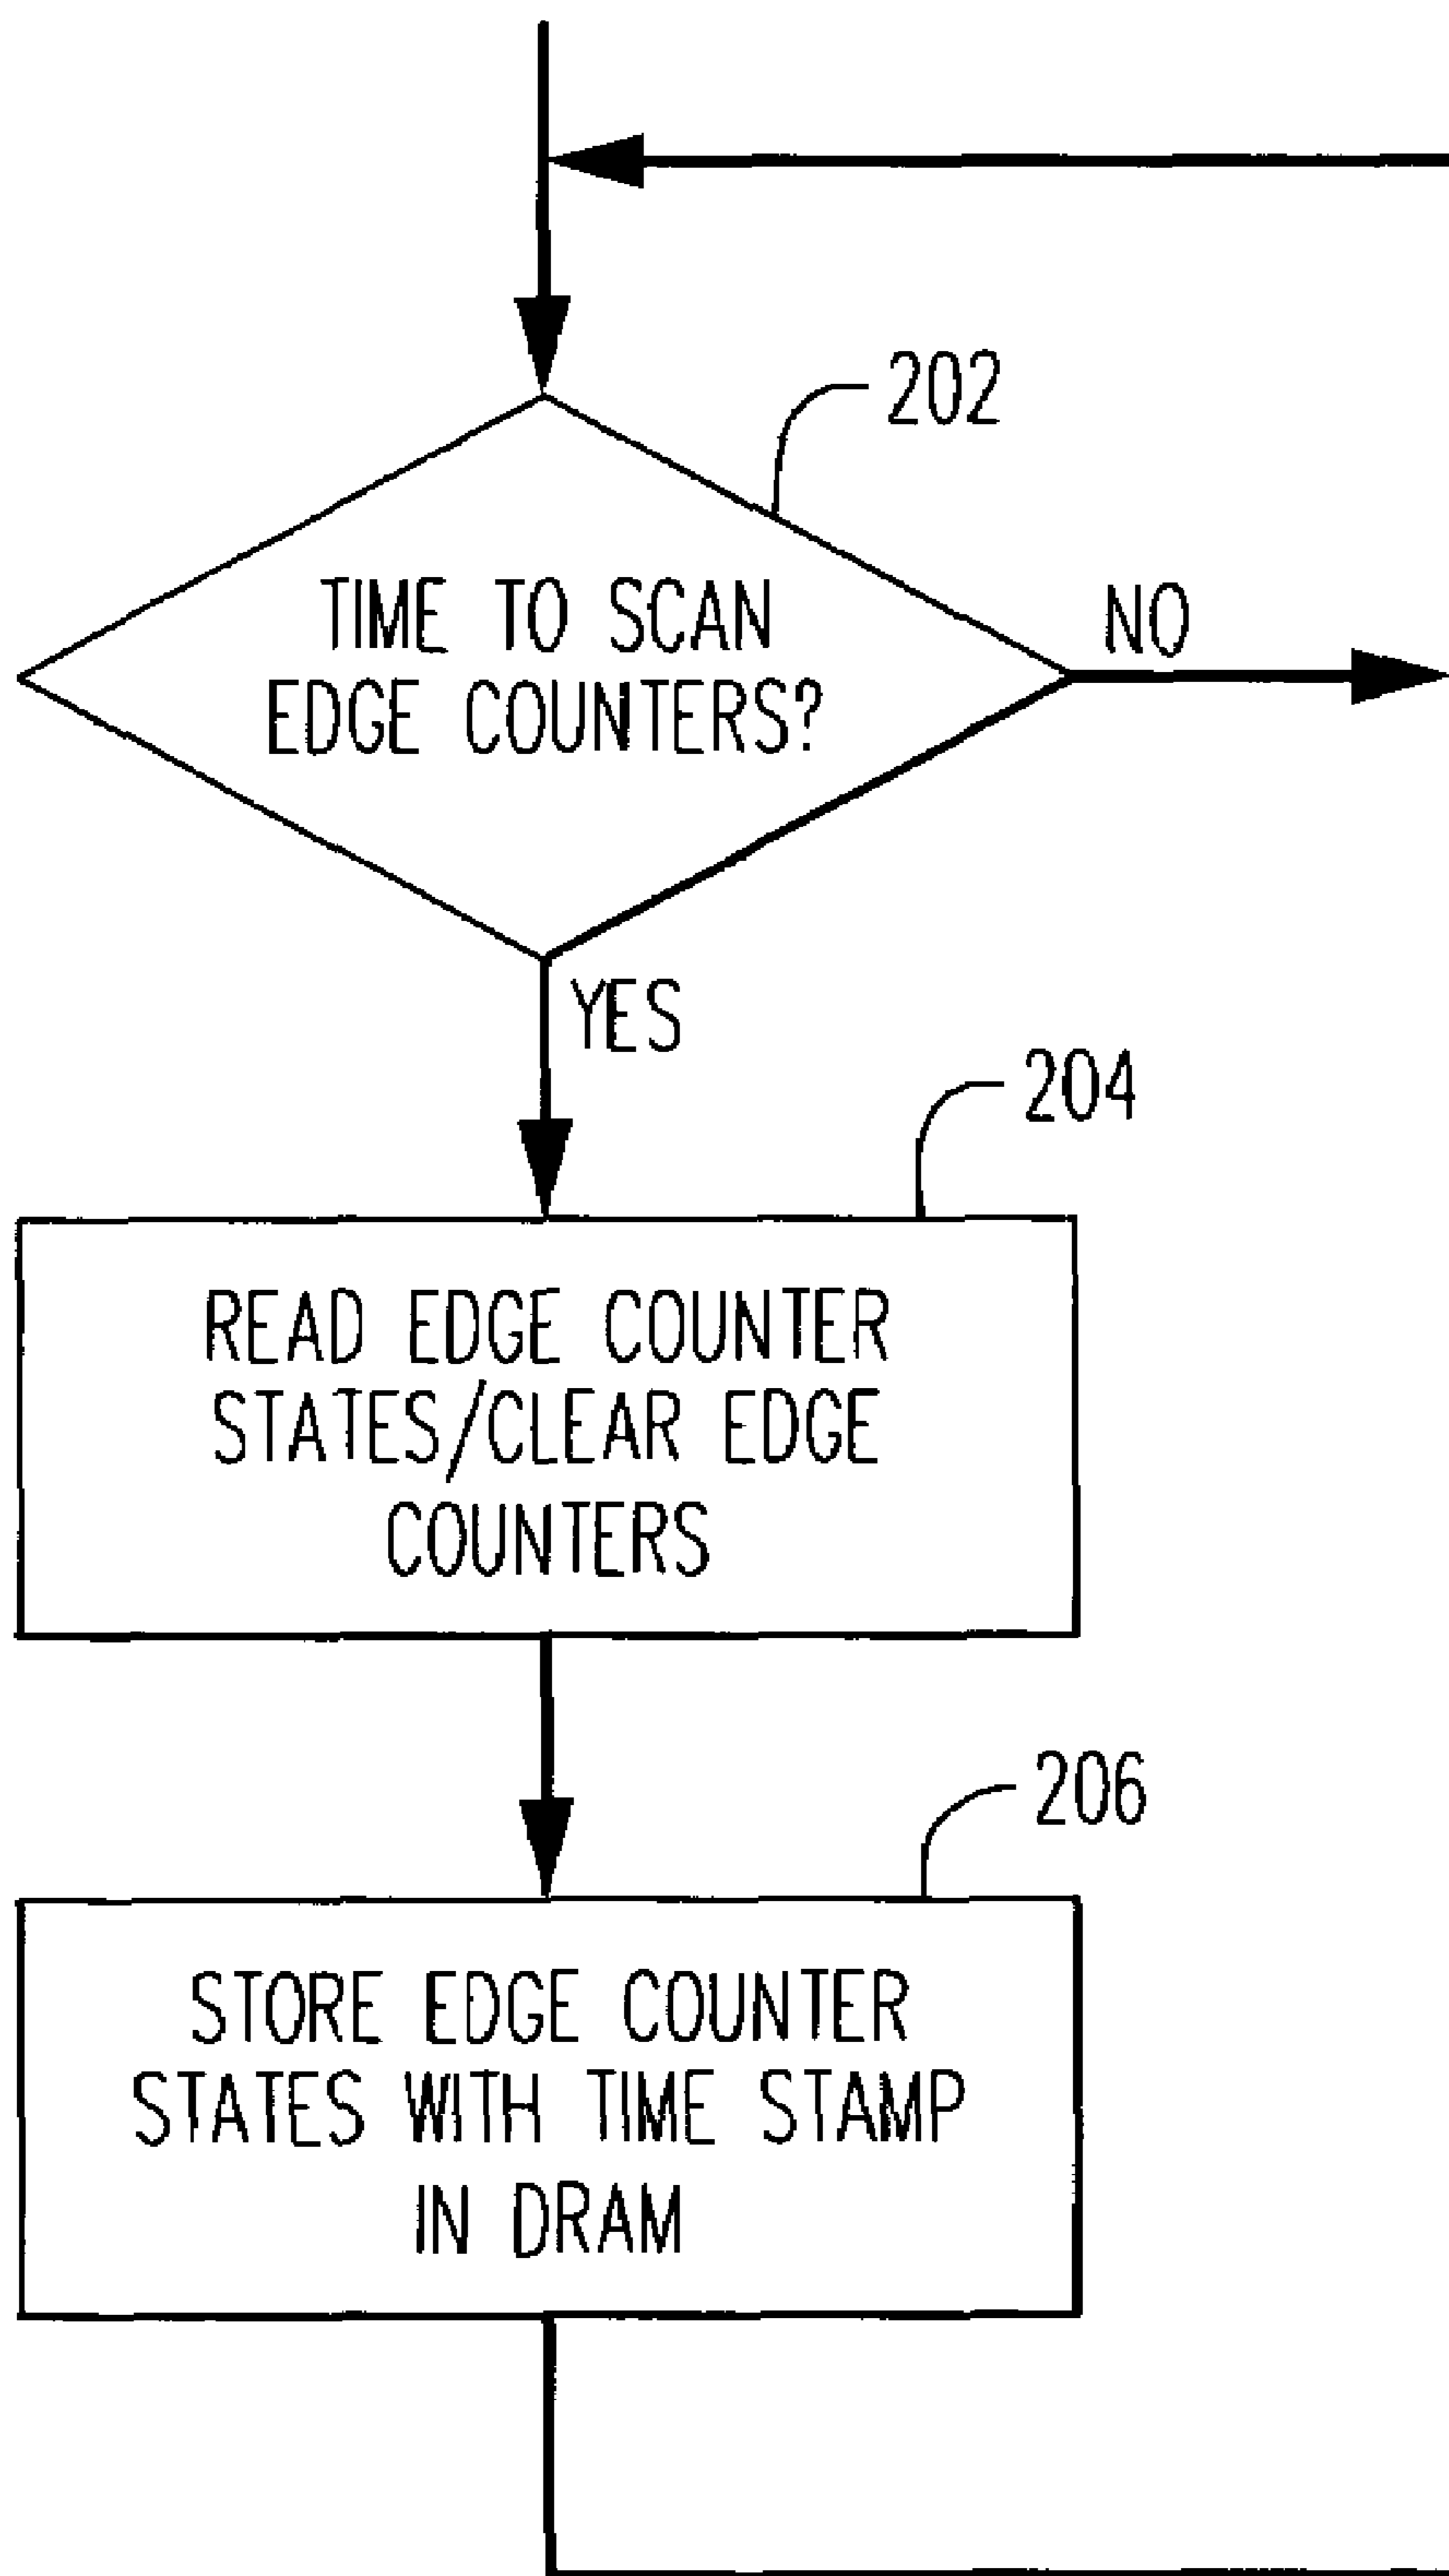 202
TIME TO SCAN
EDGE COUNTERS?
NO
YES
204
READ EDGE COUNTER
STATES/CLEAR EDGE
COUNTERS
206
STORE EDGE COUNTER
STATES WITH TIME STAMP
IN DRAM